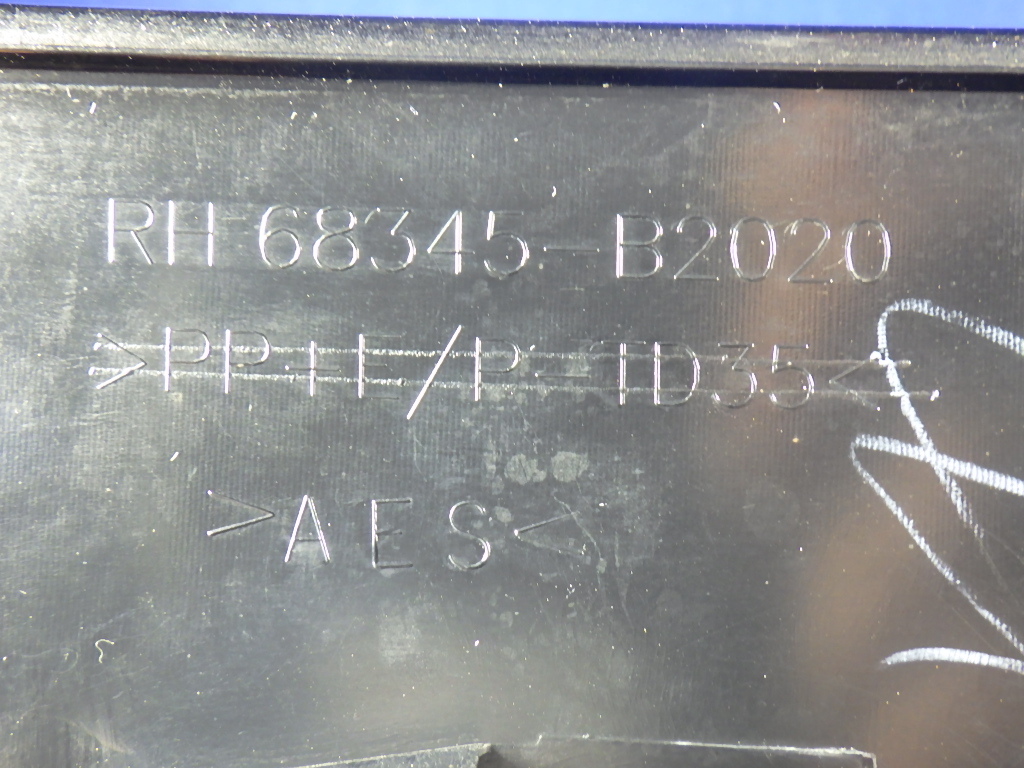 RH 68345-B2020
>PP+E/P-TD35<
>AES<